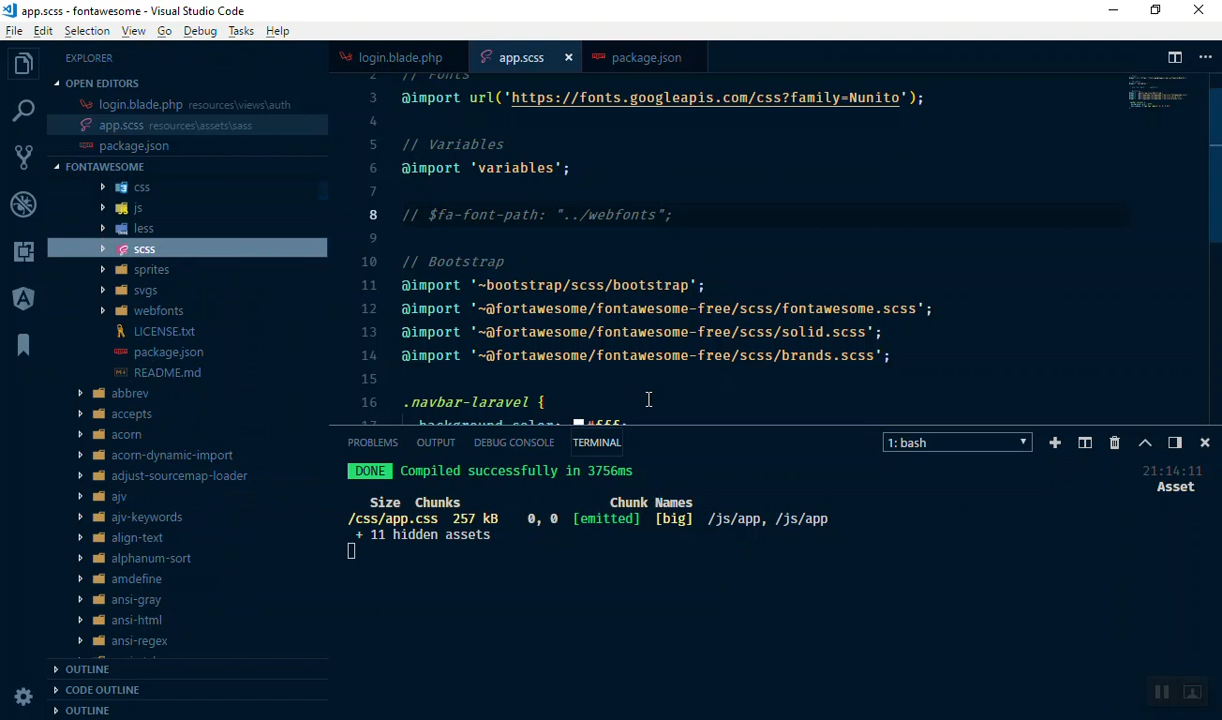 app.scss - fontawesome - Visual Studio Code
File Edit Selection View Go Debug Tasks Help
EXPLORER
OPEN EDITORS
login.blade.php resources\views\auth
app.scss resources\assets\sass
package.json
FONTAWESOME
css
js
less
scss
sprites
svgs
webfonts
LICENSE.txt
package.json
README.md
abbrev
accepts
acorn
acorn-dynamic-import
adjust-sourcemap-loader
ajv
ajv-keywords
align-text
alphanum-sort
amdefine
ansi-gray
ansi-html
ansi-regex
OUTLINE
CODE OUTLINE
OUTLINE
login.blade.php app.scss package.json
2 // Fonts
3 @import url('https://fonts.googleapis.com/css?family=Nunito');
4
5 // Variables
6 @import 'variables';
7
8 // $fa-font-path: "../webfonts";
9
10 // Bootstrap
11 @import '~bootstrap/scss/bootstrap';
12 @import '~@fortawesome/fontawesome-free/scss/fontawesome.scss';
13 @import '~@fortawesome/fontawesome-free/scss/solid.scss';
14 @import '~@fortawesome/fontawesome-free/scss/brands.scss';
15
16 .navbar-laravel {
17 background-color: #fff;
PROBLEMS OUTPUT DEBUG CONSOLE TERMINAL 1: bash
DONE Compiled successfully in 3756ms 21:14:11
Asset
Size Chunks Chunk Names
/css/app.css 257 kB 0, 0 [emitted] [big] /js/app, /js/app
+ 11 hidden assets